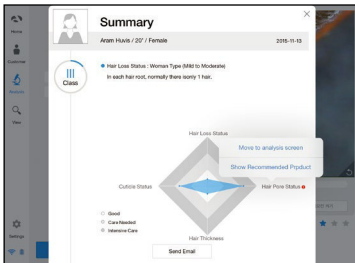 Summary
Aram Huvis / 20" / Female
2015-11-13
Home
Customer
Analysis
View
Settings
III
Class
Hair Loss Status : Woman Type (Mild to Moderate)
In each hair root, normally there isonly 1 hair.
Hair Loss Status
Move to analysis screen
Show Recommended Prpduct
Cuticle Status
Hair Pore Status
Hair Thickness
Good
Care Needed
Intensive Care
Send Email